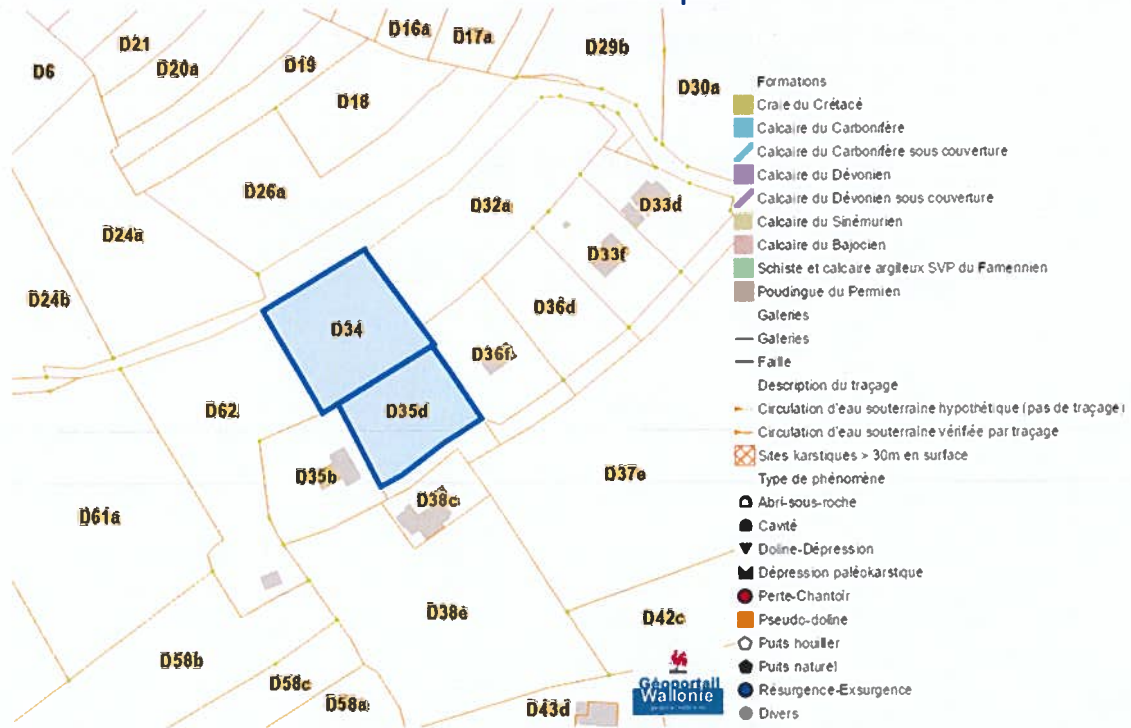 D16a
D17a
D29b
D21
D6
D20a
D19
D30a
D18
D26a
D32a
D33d
D24a
D33f
D24b
D36d
D34
D36f
D62
D35d
D35b
D37e
D38c
D61a
D38e
D42c
D58b
D58c
D58a
D43d
Géoportail
Wallonie
Formations
Craie du Crétacé
Calcaire du Carbonifère
Calcaire du Carbonifère sous couverture
Calcaire du Dévonien
Calcaire du Dévonien sous couverture
Calcaire du Sinémurien
Calcaire du Bajocien
Schiste et calcaire argileux SVP du Famennien
Poudingue du Permien
Galeries
Galeries
Faille
Description du traçage
Circulation d'eau souterraine hypothétique (pas de traçage)
Circulation d'eau souterraine vérifiée par traçage
Sites karstiques > 30m en surface
Type de phénomène
Abri-sous-roche
Cavité
Doline-Dépression
Dépression paléokarstique
Perte-Chantoir
Pseudo-doline
Puits houiller
Puits naturel
Résurgence-Exsurgence
Divers